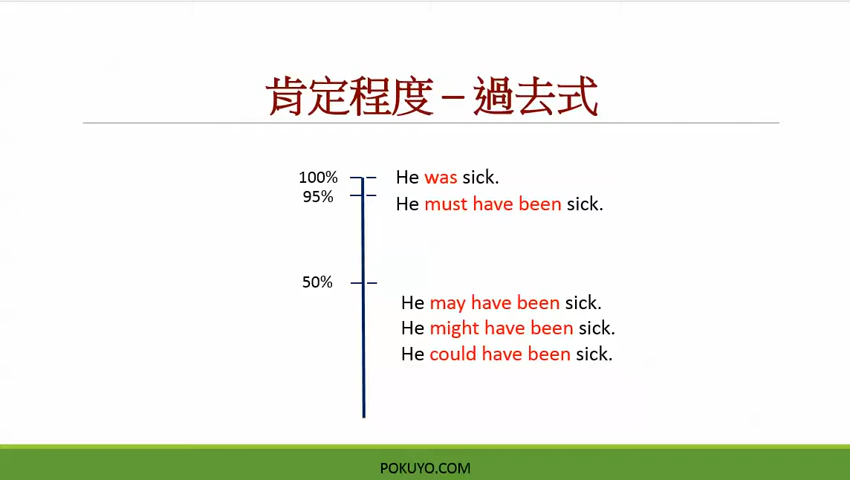 肯定程度 – 過去式
100% He was sick.
95% He must have been sick.
50%
He may have been sick.
He might have been sick.
He could have been sick.
POKUYO.COM